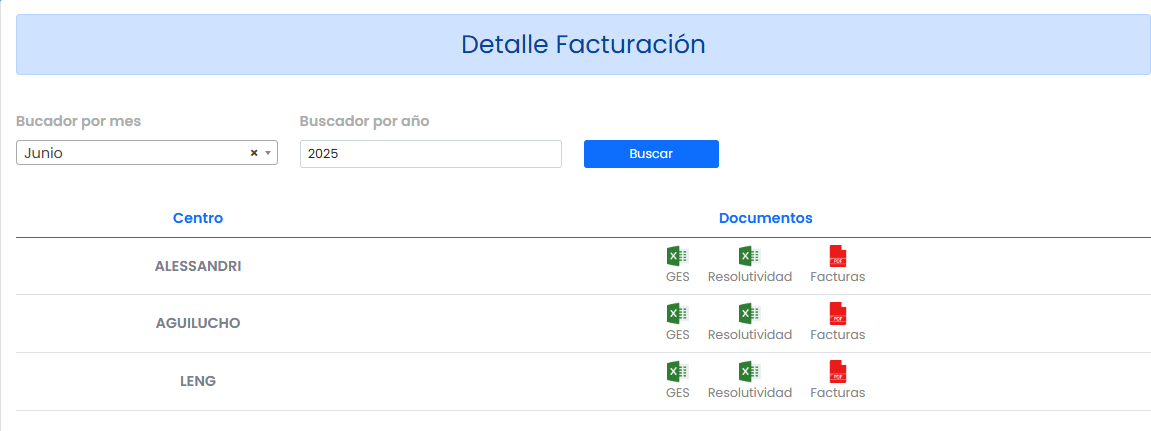 Detalle Facturación
Bucador por mes Buscador por año
Junio × 2025 Buscar
Centro Documentos
ALESSANDRI
GES Resolutividad Facturas
AGUILUCHO
GES Resolutividad Facturas
LENG
GES Resolutividad Facturas